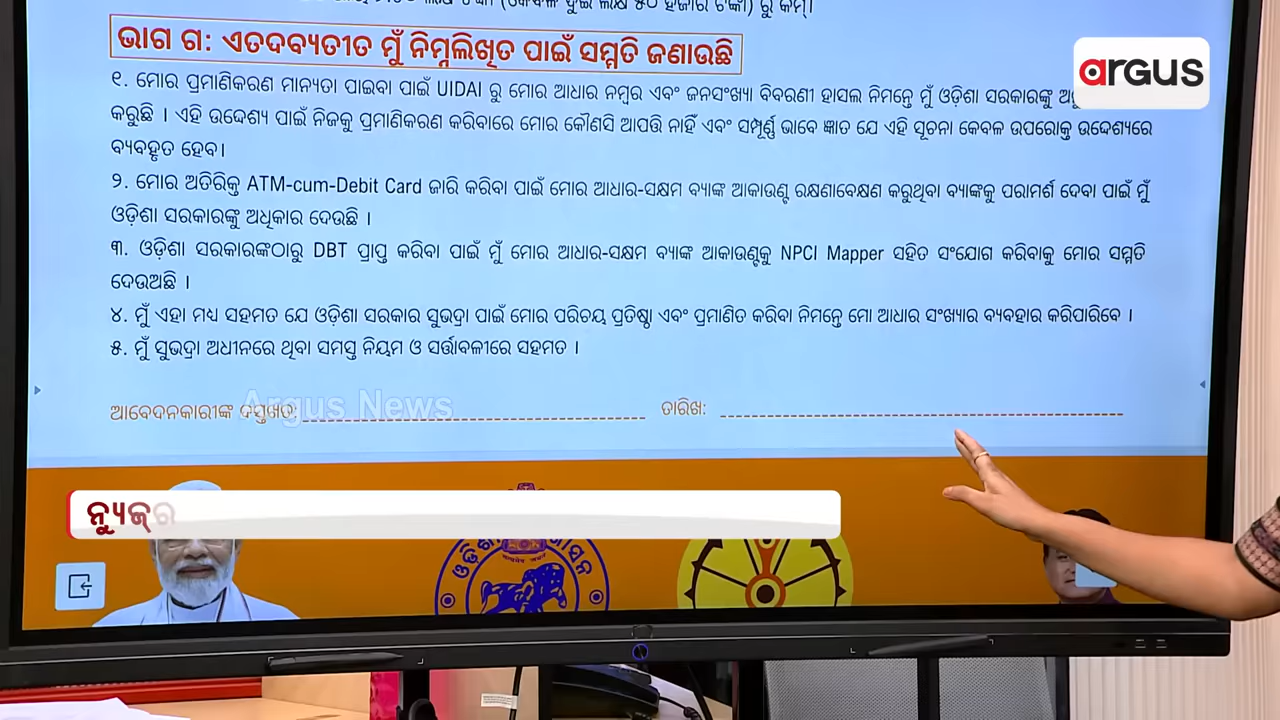 (କେବଳ ଦୁଇ ଲକ୍ଷ ୫୦ ହଜାର ଟଙ୍କା) ରୁ କମ୍।
ଭାଗ ଗ: ଏତଦବ୍ୟତୀତ ମୁଁ ନିମ୍ନଲିଖିତ ପାଇଁ ସମ୍ମତି ଜଣାଉଛି
argus
୧. ମୋର ପ୍ରମାଣିକରଣ ମାନ୍ୟତା ପାଇବା ପାଇଁ UIDAI ରୁ ମୋର ଆଧାର ନମ୍ବର ଏବଂ ଜନସଂଖ୍ୟା ବିବରଣୀ ହାସଲ ନିମନ୍ତେ ମୁଁ ଓଡ଼ିଶା ସରକାରଙ୍କୁ
କରୁଛି । ଏହି ଉଦ୍ଦେଶ୍ୟ ପାଇଁ ନିଜକୁ ପ୍ରମାଣିକରଣ କରିବାରେ ମୋର କୌଣସି ଆପତ୍ତି ନାହିଁ ଏବଂ ସମ୍ପୂର୍ଣ୍ଣ ଭାବେ ଜ୍ଞାତ ଯେ ଏହି ସୂଚନା କେବଳ ଉପରୋକ୍ତ ଉଦ୍ଦେଶ୍ୟରେ
ବ୍ୟବହୃତ ହେବ।
୨. ମୋର ଅତିରିକ୍ତ ATM-cum-Debit Card ଜାରି କରିବା ପାଇଁ ମୋର ଆଧାର-ସକ୍ଷମ ବ୍ୟାଙ୍କ ଆକାଉଣ୍ଟ ରକ୍ଷଣାବେକ୍ଷଣ କରୁଥିବା ବ୍ୟାଙ୍କକୁ ପରାମର୍ଶ ଦେବା ପାଇଁ ମୁଁ
ଓଡ଼ିଶା ସରକାରଙ୍କୁ ଅଧିକାର ଦେଉଛି ।
୩. ଓଡ଼ିଶା ସରକାରଙ୍କଠାରୁ DBT ପ୍ରାପ୍ତ କରିବା ପାଇଁ ମୁଁ ମୋର ଆଧାର-ସକ୍ଷମ ବ୍ୟାଙ୍କ ଆକାଉଣ୍ଟକୁ NPCI Mapper ସହିତ ସଂଯୋଗ କରିବାକୁ ମୋର ସମ୍ମତି
ଦେଉଅଛି ।
୪. ମୁଁ ଏହା ମଧ୍ୟ ସହମତ ଯେ ଓଡ଼ିଶା ସରକାର ସୁଭଦ୍ରା ପାଇଁ ମୋର ପରିଚୟ ପ୍ରତିଷ୍ଠା ଏବଂ ପ୍ରମାଣିତ କରିବା ନିମନ୍ତେ ମୋ ଆଧାର ସଂଖ୍ୟାର ବ୍ୟବହାର କରିପାରିବେ ।
୫. ମୁଁ ସୁଭଦ୍ରା ଅଧୀନରେ ଥିବା ସମସ୍ତ ନିୟମ ଓ ସର୍ତ୍ତାବଳୀରେ ସହମତ ।
ଆବେଦନକାରୀଙ୍କ ଦସ୍ତଖତ: ତାରିଖ:
Argus News
ନ୍ୟୁଜ୍‌ର